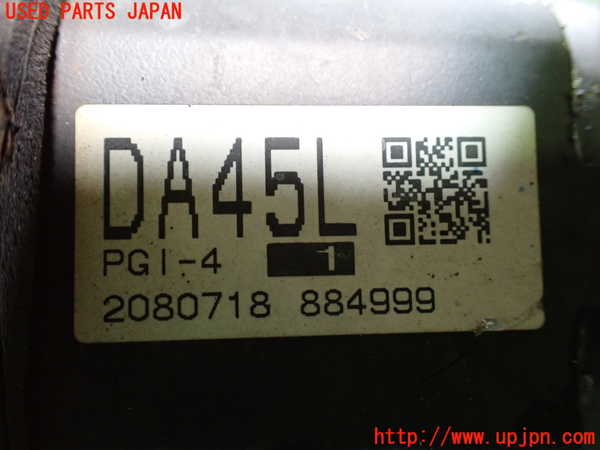 USED PARTS JAPAN
DA45L
PGI-4 1
2080718 884999
http://www.upjpn.com/